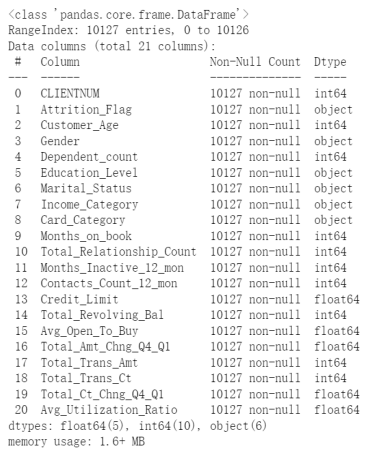 <class 'pandas.core.frame.DataFrame'>
RangeIndex: 10127 entries, 0 to 10126
Data columns (total 21 columns):
 #   Column                    Non-Null Count  Dtype
---  ------                    --------------  -----
 0   CLIENTNUM                 10127 non-null  int64
 1   Attrition_Flag            10127 non-null  object
 2   Customer_Age              10127 non-null  int64
 3   Gender                    10127 non-null  object
 4   Dependent_count           10127 non-null  int64
 5   Education_Level           10127 non-null  object
 6   Marital_Status            10127 non-null  object
 7   Income_Category           10127 non-null  object
 8   Card_Category             10127 non-null  object
 9   Months_on_book            10127 non-null  int64
 10  Total_Relationship_Count  10127 non-null  int64
 11  Months_Inactive_12_mon    10127 non-null  int64
 12  Contacts_Count_12_mon     10127 non-null  int64
 13  Credit_Limit              10127 non-null  float64
 14  Total_Revolving_Bal       10127 non-null  int64
 15  Avg_Open_To_Buy           10127 non-null  float64
 16  Total_Amt_Chng_Q4_Q1      10127 non-null  float64
 17  Total_Trans_Amt           10127 non-null  int64
 18  Total_Trans_Ct            10127 non-null  int64
 19  Total_Ct_Chng_Q4_Q1       10127 non-null  float64
 20  Avg_Utilization_Ratio     10127 non-null  float64
dtypes: float64(5), int64(10), object(6)
memory usage: 1.6+ MB